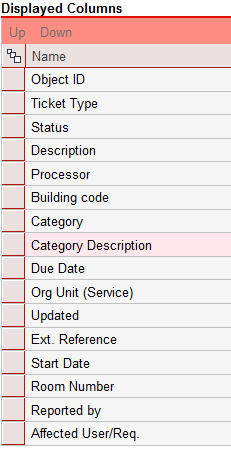 Displayed Columns
Up Down
Name
Object ID
Ticket Type
Status
Description
Processor
Building code
Category
Category Description
Due Date
Org Unit (Service)
Updated
Ext. Reference
Start Date
Room Number
Reported by
Affected User/Req.